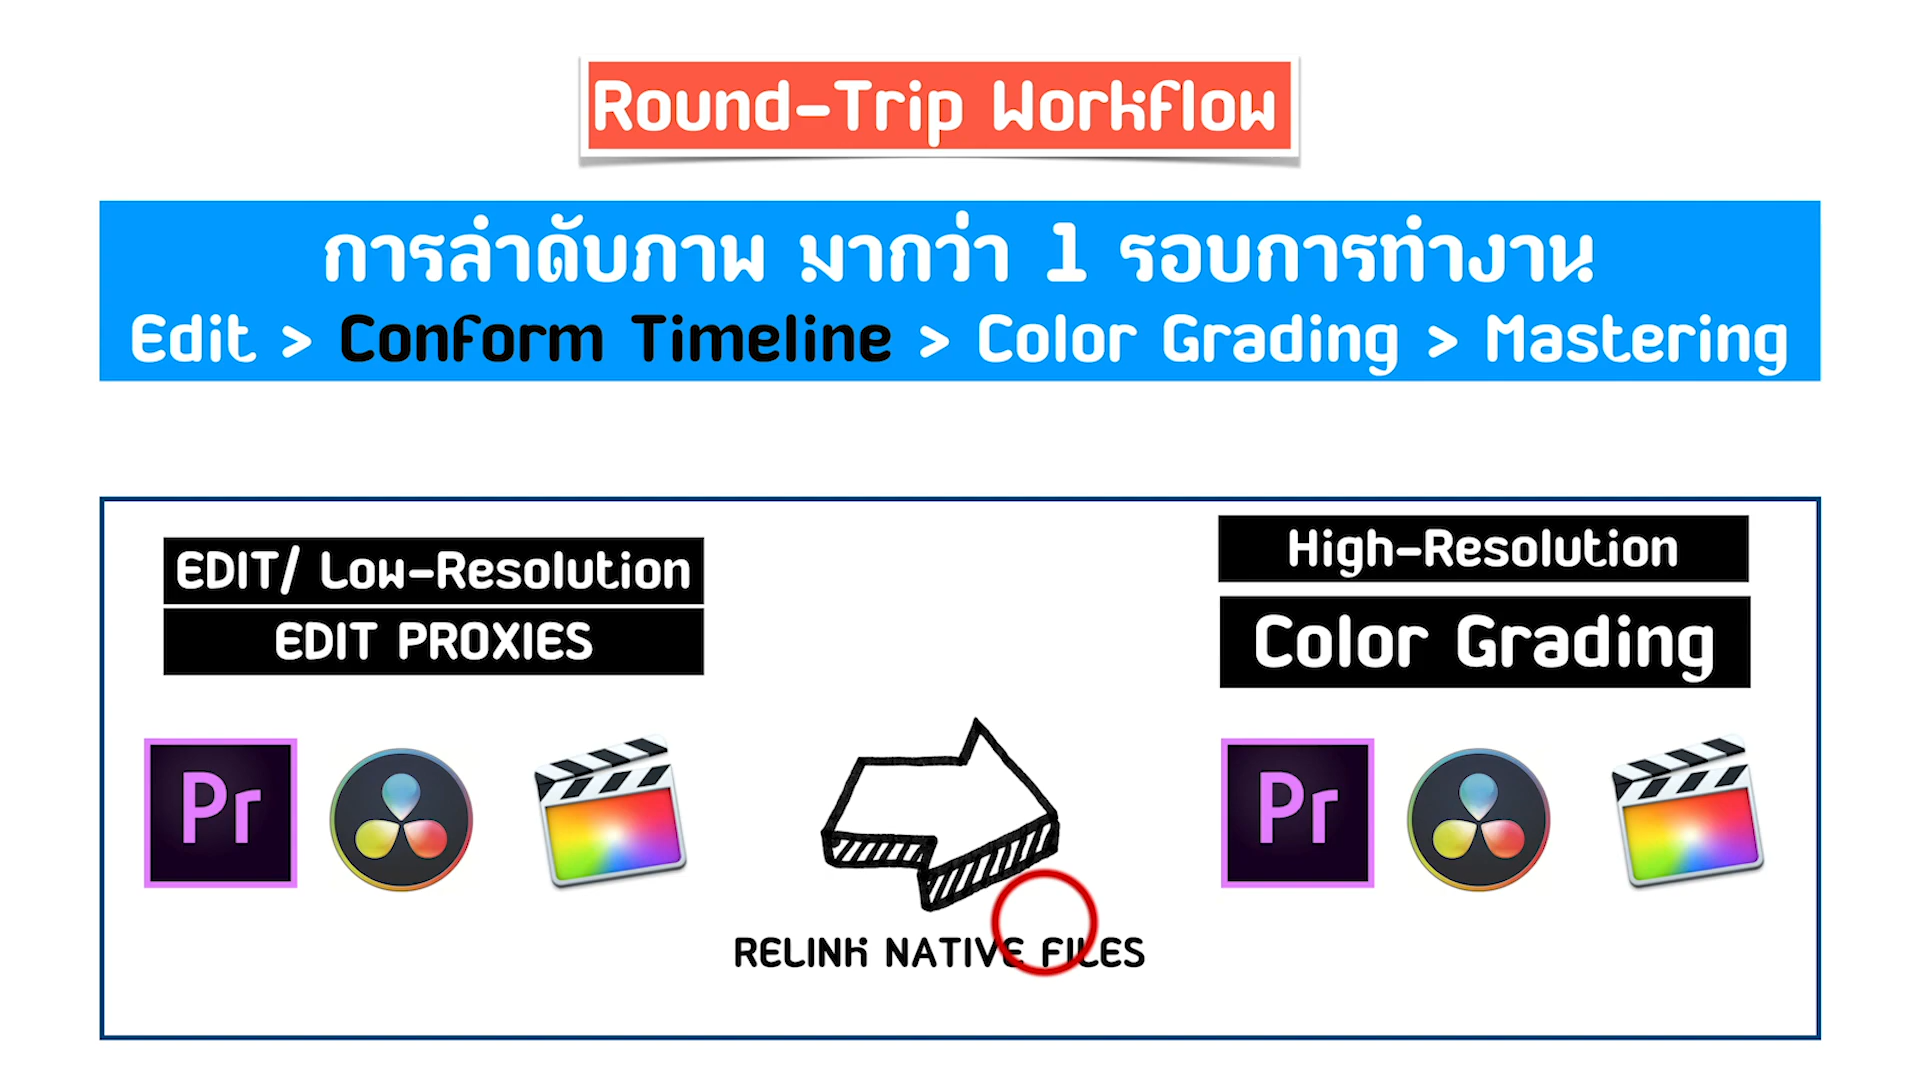 Round-Trip Workflow
การลำดับภาพ มากว่า 1 รอบการทำงาน
Edit > Conform Timeline > Color Grading > Mastering
EDIT/ Low-Resolution
EDIT PROXIES
High-Resolution
Color Grading
Pr
Pr
RELINK NATIVE FILES